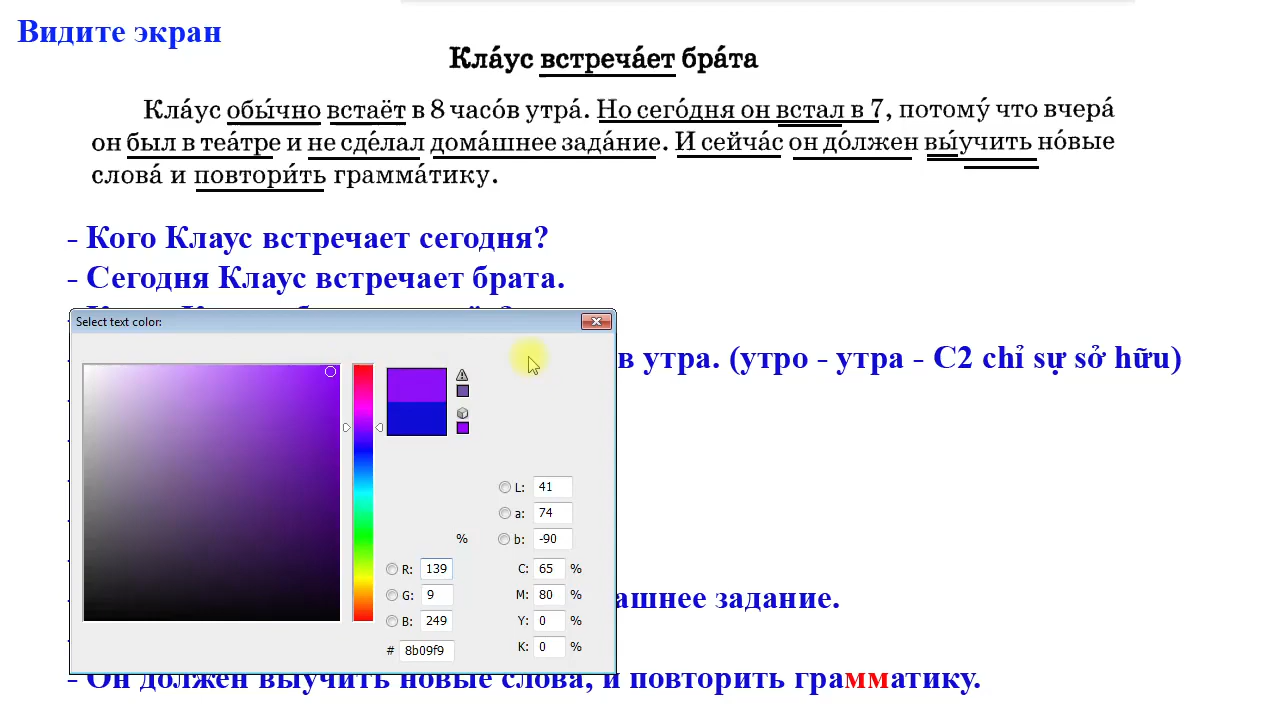 Видите экран
Кла́ус встреча́ет бра́та
Кла́ус обы́чно встаёт в 8 часо́в утра́. Но сего́дня он встал в 7, потому́ что вчера́
он был в теа́тре и не сде́лал дома́шнее зада́ние. И сейча́с он до́лжен вы́учить но́вые
слова́ и повтори́ть грамма́тику.
- Кого Клаус встречает сегодня?
- Сегодня Клаус встречает брата.
Select text color:
в утра. (утро - утра - C2 chỉ sự sở hữu)
L: 41
a: 74
% b: -90
R: 139 C: 65 %
G: 9 M: 80 %
B: 249 Y: 0 %
# 8b09f9 K: 0 %
ашнее задание.
- Он должен выучить новые слова, и повторить грамматику.